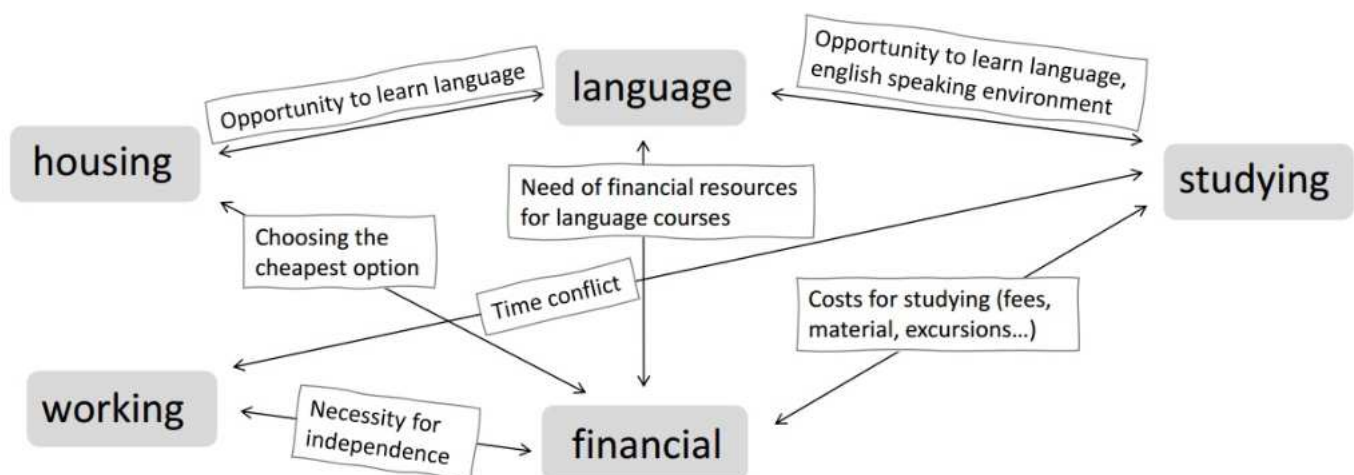 Opportunity to learn language
language
Opportunity to learn language,
english speaking environment
housing
studying
Need of financial resources
for language courses
Choosing the
cheapest option
Time conflict
Costs for studying (fees,
material, excursions...)
working
Necessity for
independence
financial